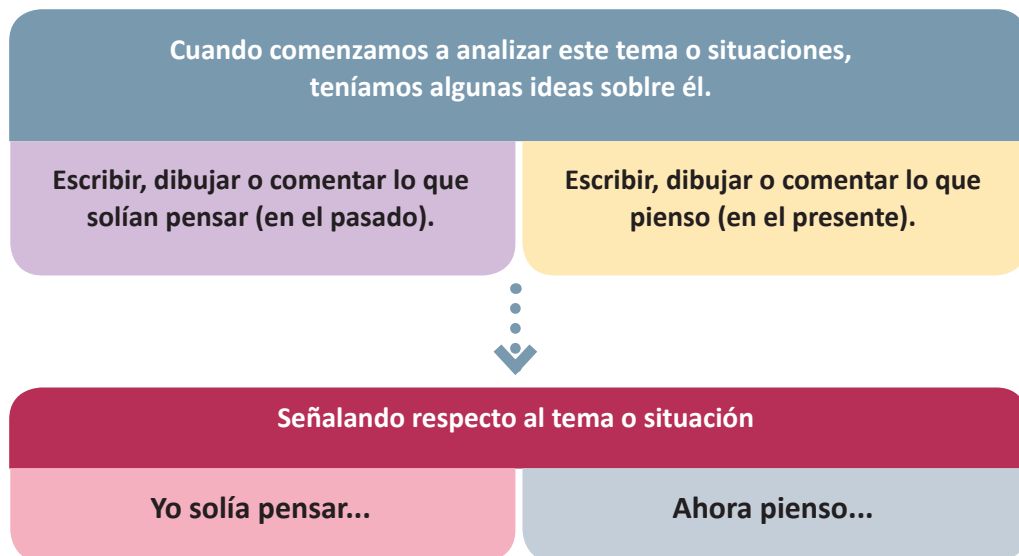 Cuando comenzamos a analizar este tema o situaciones,
teníamos algunas ideas soblre él.
Escribir, dibujar o comentar lo que
solían pensar (en el pasado).
Escribir, dibujar o comentar lo que
pienso (en el presente).
Señalando respecto al tema o situación
Yo solía pensar...
Ahora pienso...